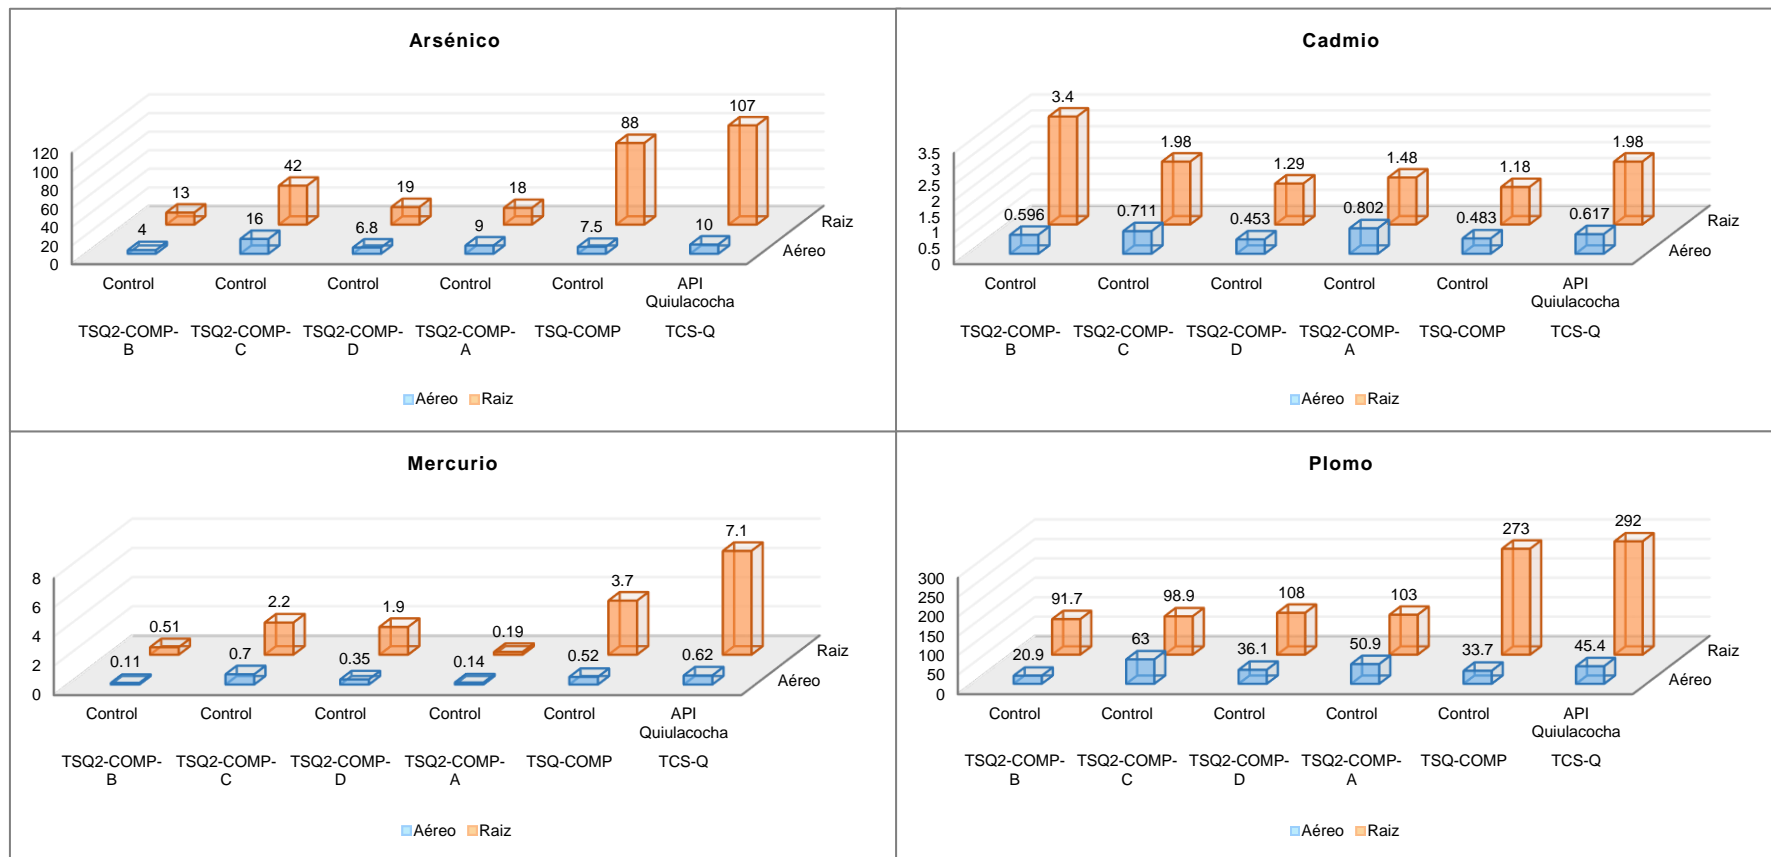 Arsénico
120
100
80
60
40
20
0
13
42
19
18
88
107
4
16
6.8
9
7.5
10
Raiz
Aéreo
Control
Control
Control
Control
Control
API
Quiulacocha
TSQ2-COMP-
B
TSQ2-COMP-
C
TSQ2-COMP-
D
TSQ2-COMP-
A
TSQ-COMP
TCS-Q
Aéreo
Raiz
Cadmio
3.5
3
2.5
2
1.5
1
0.5
0
3.4
1.98
1.29
1.48
1.18
1.98
0.596
0.711
0.453
0.802
0.483
0.617
Raiz
Aéreo
Control
Control
Control
Control
Control
API
Quiulacocha
TSQ2-COMP-
B
TSQ2-COMP-
C
TSQ2-COMP-
D
TSQ2-COMP-
A
TSQ-COMP
TCS-Q
Aéreo
Raiz
Mercurio
8
6
4
2
0
0.51
2.2
1.9
0.19
3.7
7.1
0.11
0.7
0.35
0.14
0.52
0.62
Raiz
Aéreo
Control
Control
Control
Control
Control
API
Quiulacocha
TSQ2-COMP-
B
TSQ2-COMP-
C
TSQ2-COMP-
D
TSQ2-COMP-
A
TSQ-COMP
TCS-Q
Aéreo
Raiz
Plomo
300
250
200
150
100
50
0
91.7
98.9
108
103
273
292
20.9
63
36.1
50.9
33.7
45.4
Raiz
Aéreo
Control
Control
Control
Control
Control
API
Quiulacocha
TSQ2-COMP-
B
TSQ2-COMP-
C
TSQ2-COMP-
D
TSQ2-COMP-
A
TSQ-COMP
TCS-Q
Aéreo
Raiz